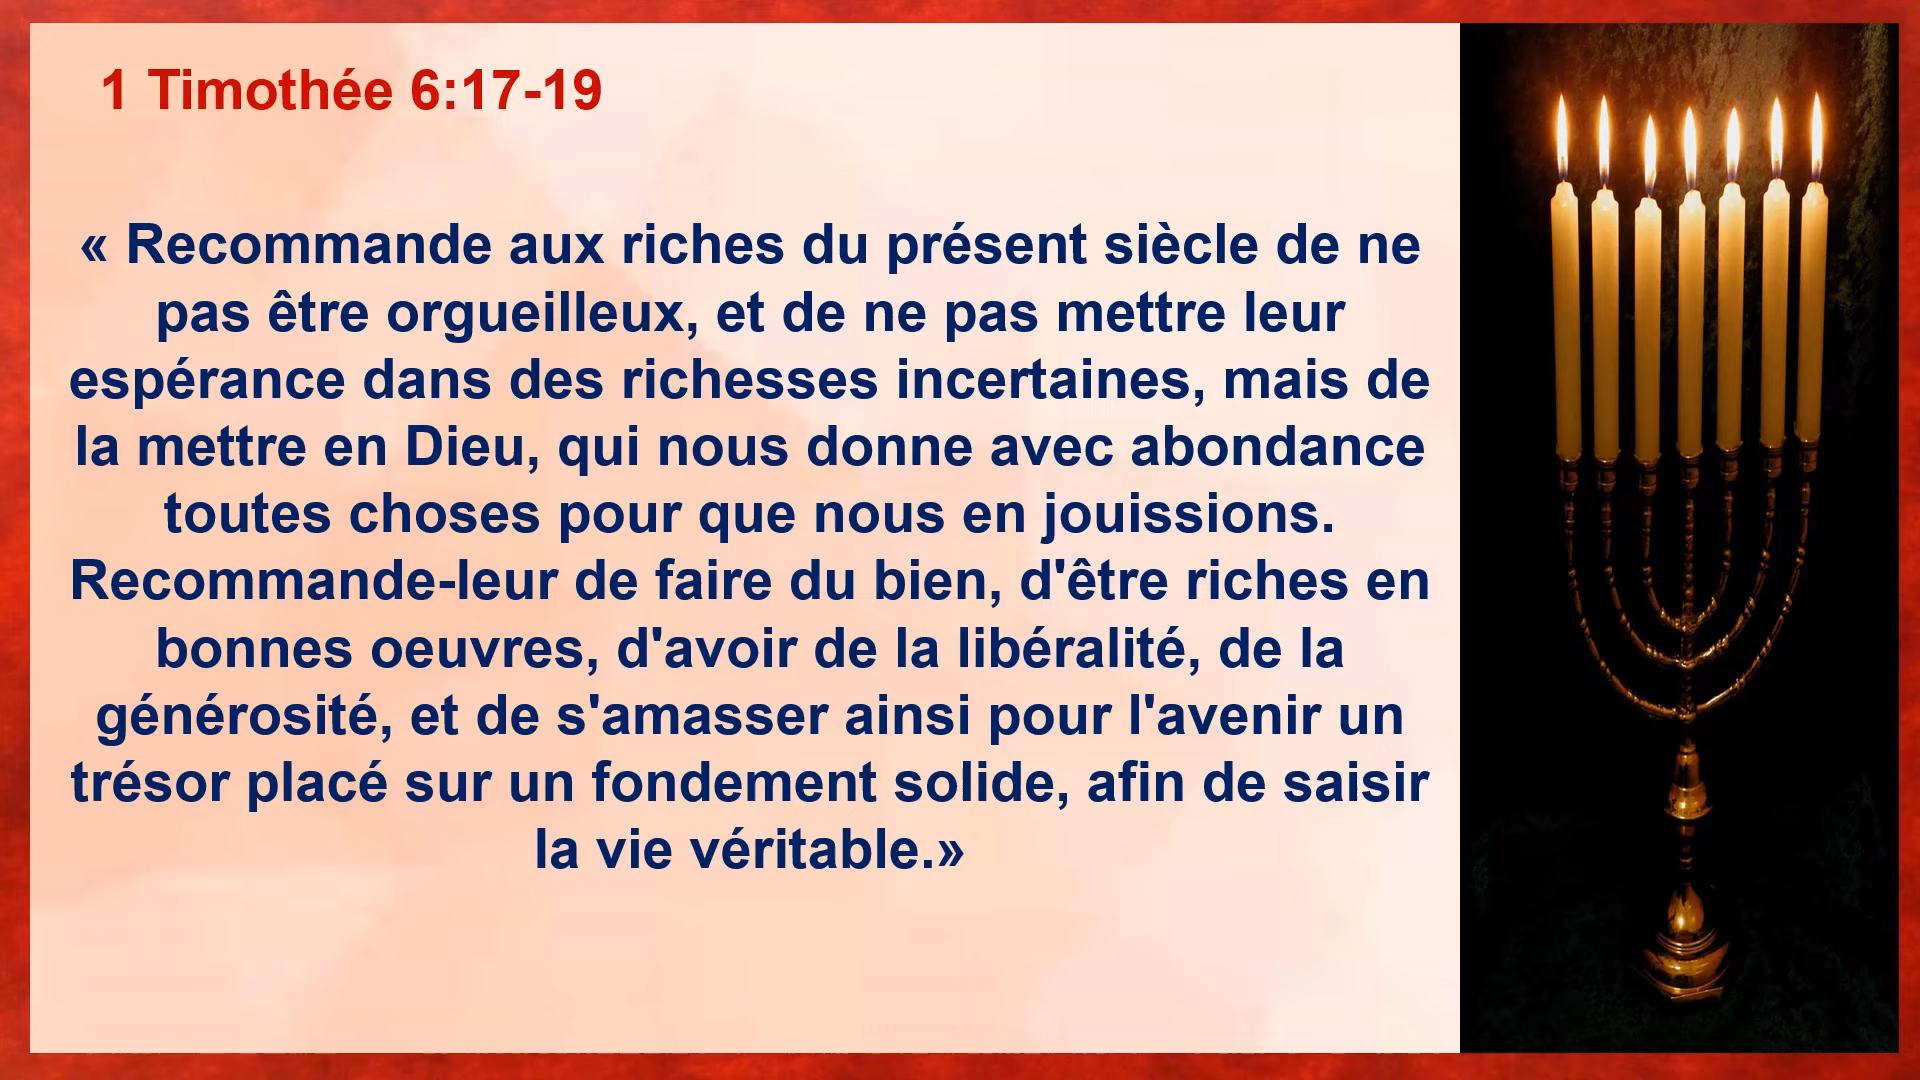 1 Timothée 6:17-19
« Recommande aux riches du présent siècle de ne
pas être orgueilleux, et de ne pas mettre leur
espérance dans des richesses incertaines, mais de
la mettre en Dieu, qui nous donne avec abondance
toutes choses pour que nous en jouissions.
Recommande-leur de faire du bien, d'être riches en
bonnes oeuvres, d'avoir de la libéralité, de la
générosité, et de s'amasser ainsi pour l'avenir un
trésor placé sur un fondement solide, afin de saisir
la vie véritable.»